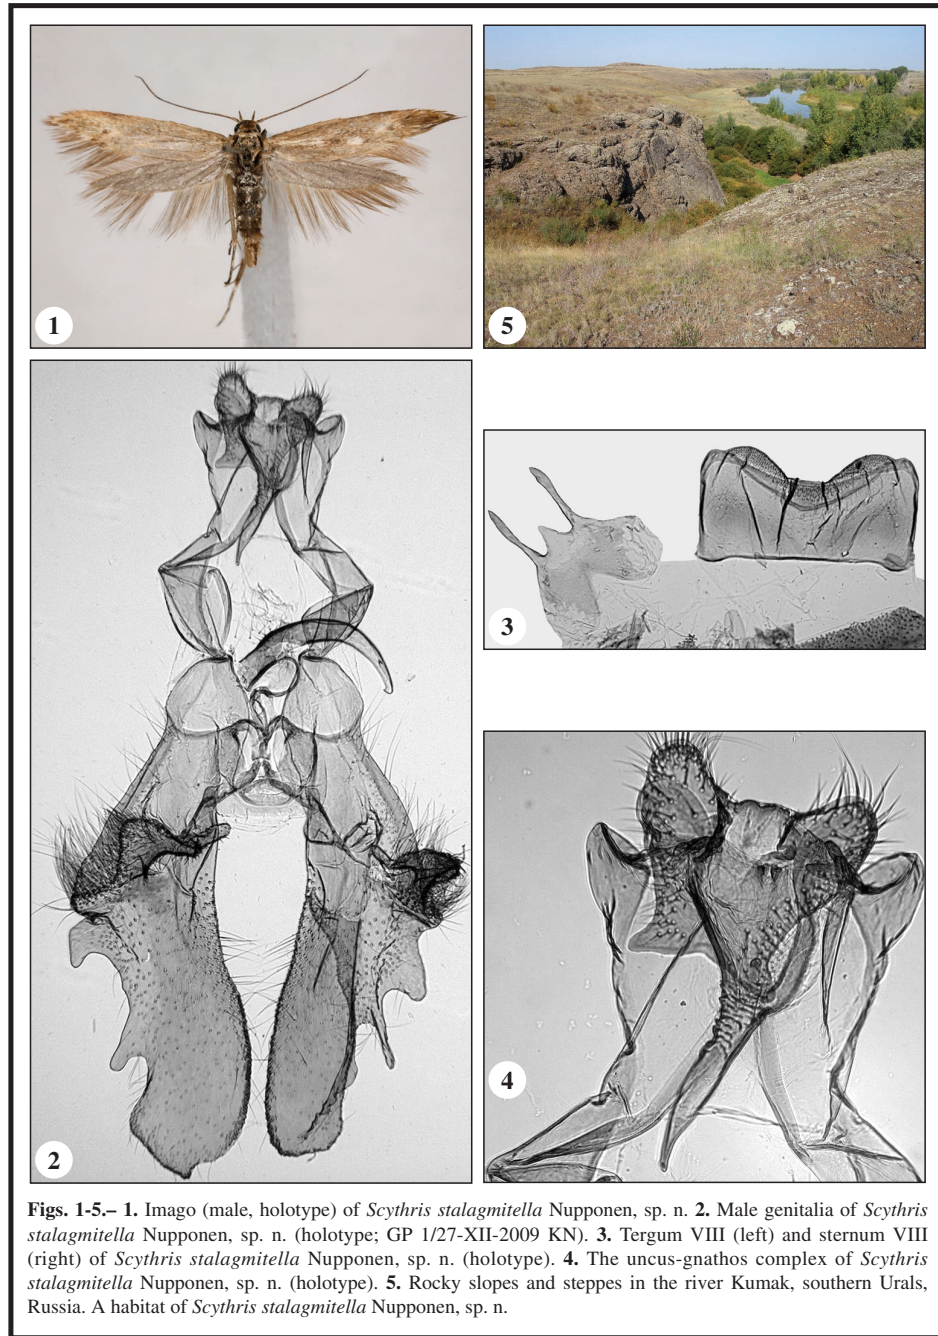 1
5
2
3
4
Figs. 1-5.– 1. Imago (male, holotype) of Scythris stalagmitella Nupponen, sp. n. 2. Male genitalia of Scythris
stalagmitella Nupponen, sp. n. (holotype; GP 1/27-XII-2009 KN). 3. Tergum VIII (left) and sternum VIII
(right) of Scythris stalagmitella Nupponen, sp. n. (holotype). 4. The uncus-gnathos complex of Scythris
stalagmitella Nupponen, sp. n. (holotype). 5. Rocky slopes and steppes in the river Kumak, southern Urals,
Russia. A habitat of Scythris stalagmitella Nupponen, sp. n.